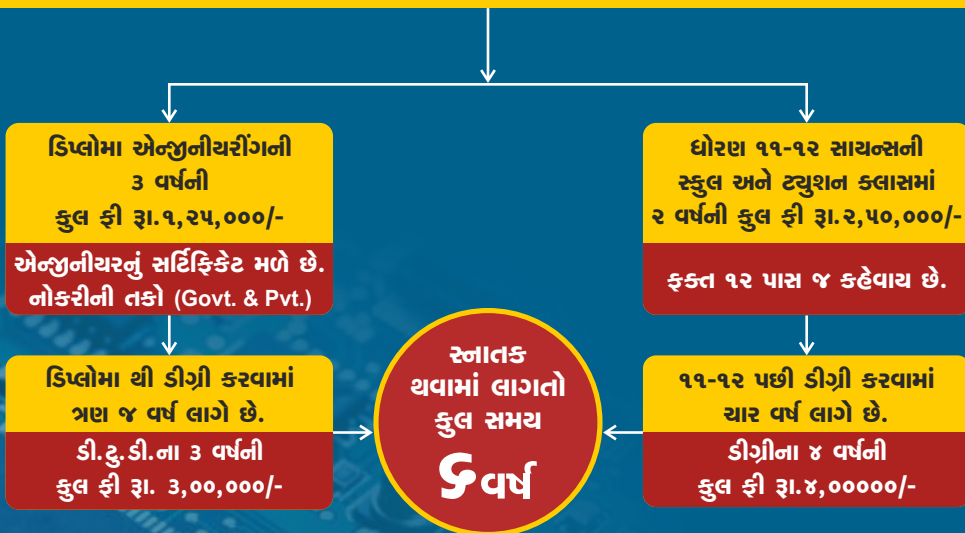 ડિપ્લોમા એન્જીનીયરીંગની
૩ વર્ષની
કુલ ફી રૂા.૧,૨૫,૦૦૦/-
એન્જીનીયરનું સર્ટિફિકેટ મળે છે.
નોકરીની તકો (Govt. & Pvt.)
ડિપ્લોમા થી ડીગ્રી કરવામાં
ત્રણ જ વર્ષ લાગે છે.
ડી.ટુ.ડી.ના ૩ વર્ષની
કુલ ફી રૂા. ૩,૦૦,૦૦૦/-
સ્નાતક
થવામાં લાગતો
કુલ સમય
૬ વર્ષ
ધોરણ ૧૧-૧૨ સાયન્સની
સ્કુલ અને ટ્યુશન ક્લાસમાં
૨ વર્ષની કુલ ફી રૂા.૨,૫૦,૦૦૦/-
ફક્ત ૧૨ પાસ જ કહેવાય છે.
૧૧-૧૨ પછી ડીગ્રી કરવામાં
ચાર વર્ષ લાગે છે.
ડીગ્રીના ૪ વર્ષની
કુલ ફી રૂા.૪,૦૦૦૦૦/-